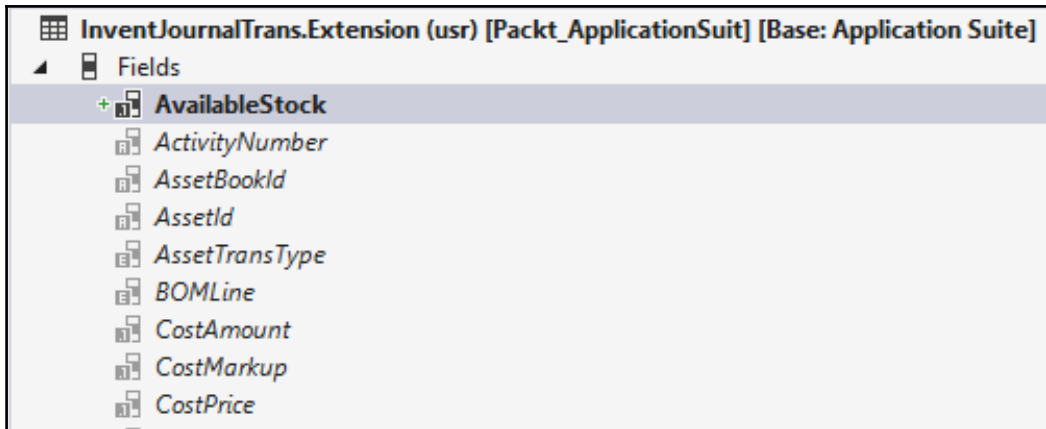 InventJournalTrans.Extension (usr) [Packt_ApplicationSuit] [Base: Application Suite]
Fields
AvailableStock
ActivityNumber
AssetBookId
AssetId
AssetTransType
BOMLine
CostAmount
CostMarkup
CostPrice